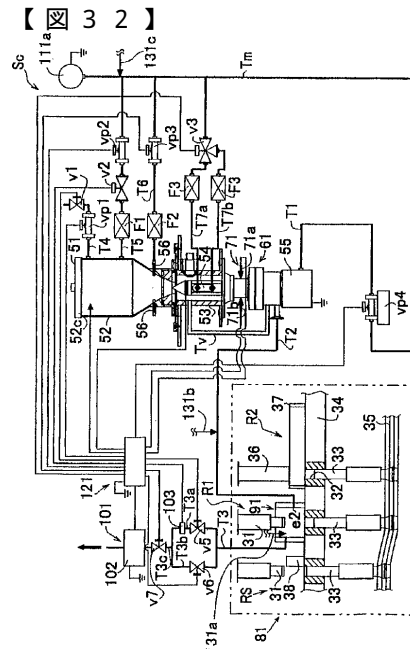 【図３２】
111a
131c
Sc
Tm
vp2
vp3
v3
v2
v1
vp1
T6
F3
F3
T7a
T7b
51
T4
T5
F1
F2
52c
52
56
56
54
53
71
71a
71b
61
55
T1
Tv
T2
vp4
131b
121
101
102
103
T3a
T3b
T3c
T3
v5
v6
v7
R1
R2
91
e2
37
36
34
35
33
32
33
33
31
31
38
RS
131a
81